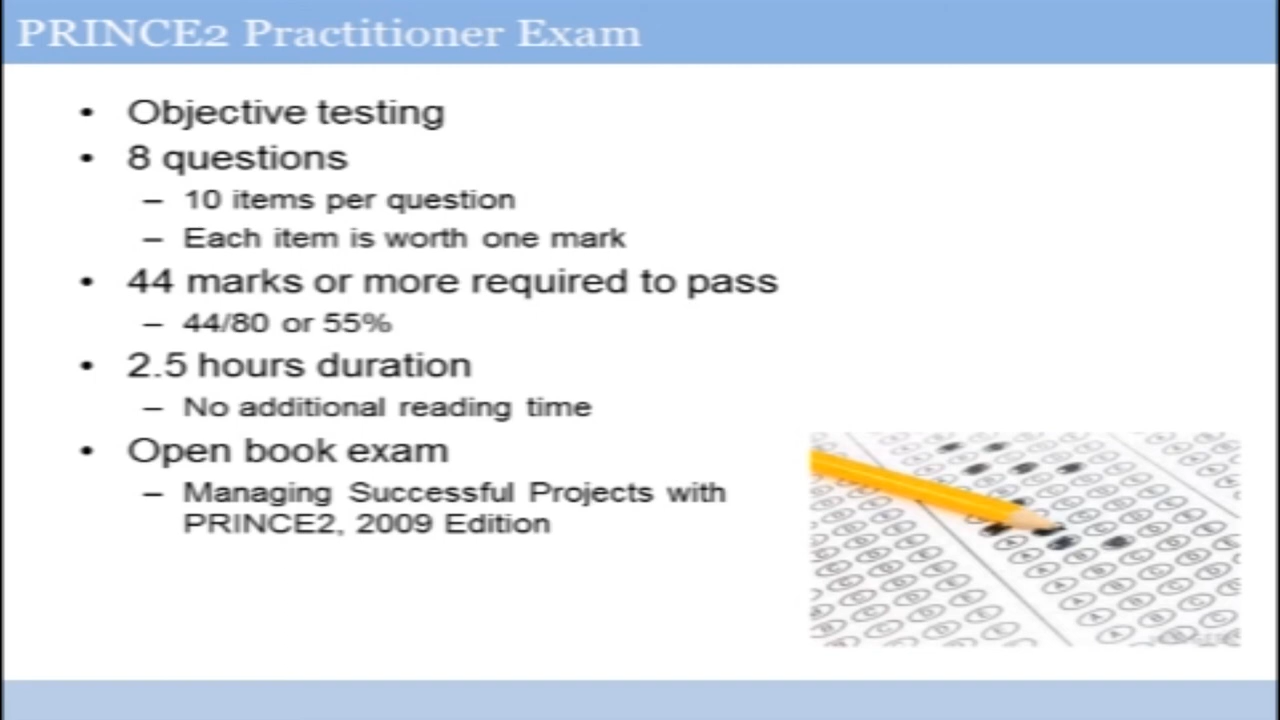 PRINCE2 Practitioner Exam
• Objective testing
• 8 questions
– 10 items per question
– Each item is worth one mark
• 44 marks or more required to pass
– 44/80 or 55%
• 2.5 hours duration
– No additional reading time
• Open book exam
– Managing Successful Projects with
PRINCE2, 2009 Edition